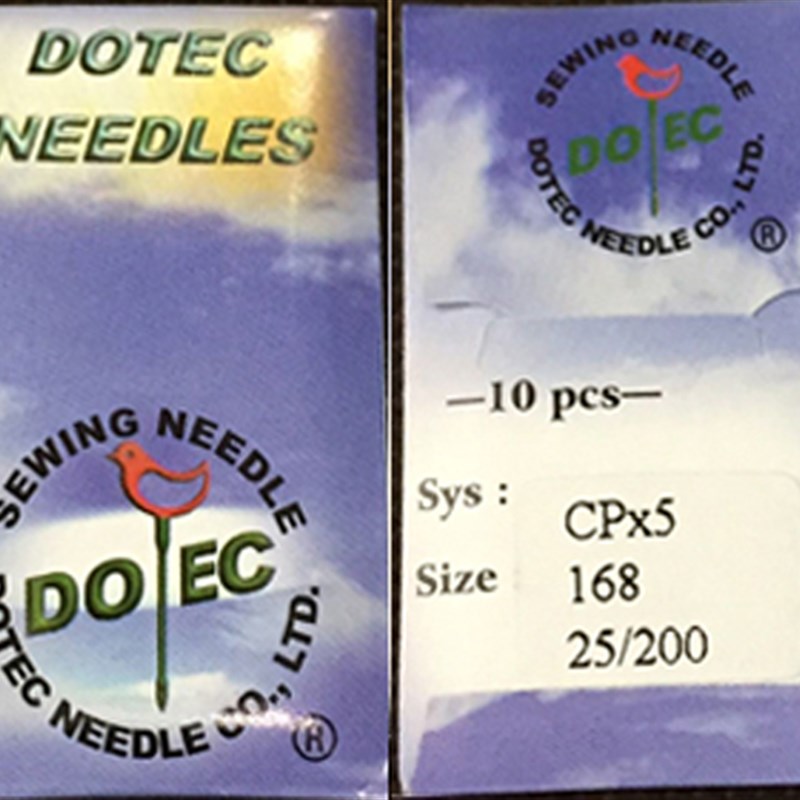 DOTEC
NEEDLES
SEWING NEEDLE
DOTEC
DOTEC NEEDLE CO., LTD.
®
SEWING NEEDLE
DOTEC
DOTEC NEEDLE CO., LTD.
®
—10 pcs—
Sys : CPx5
Size 168
25/200